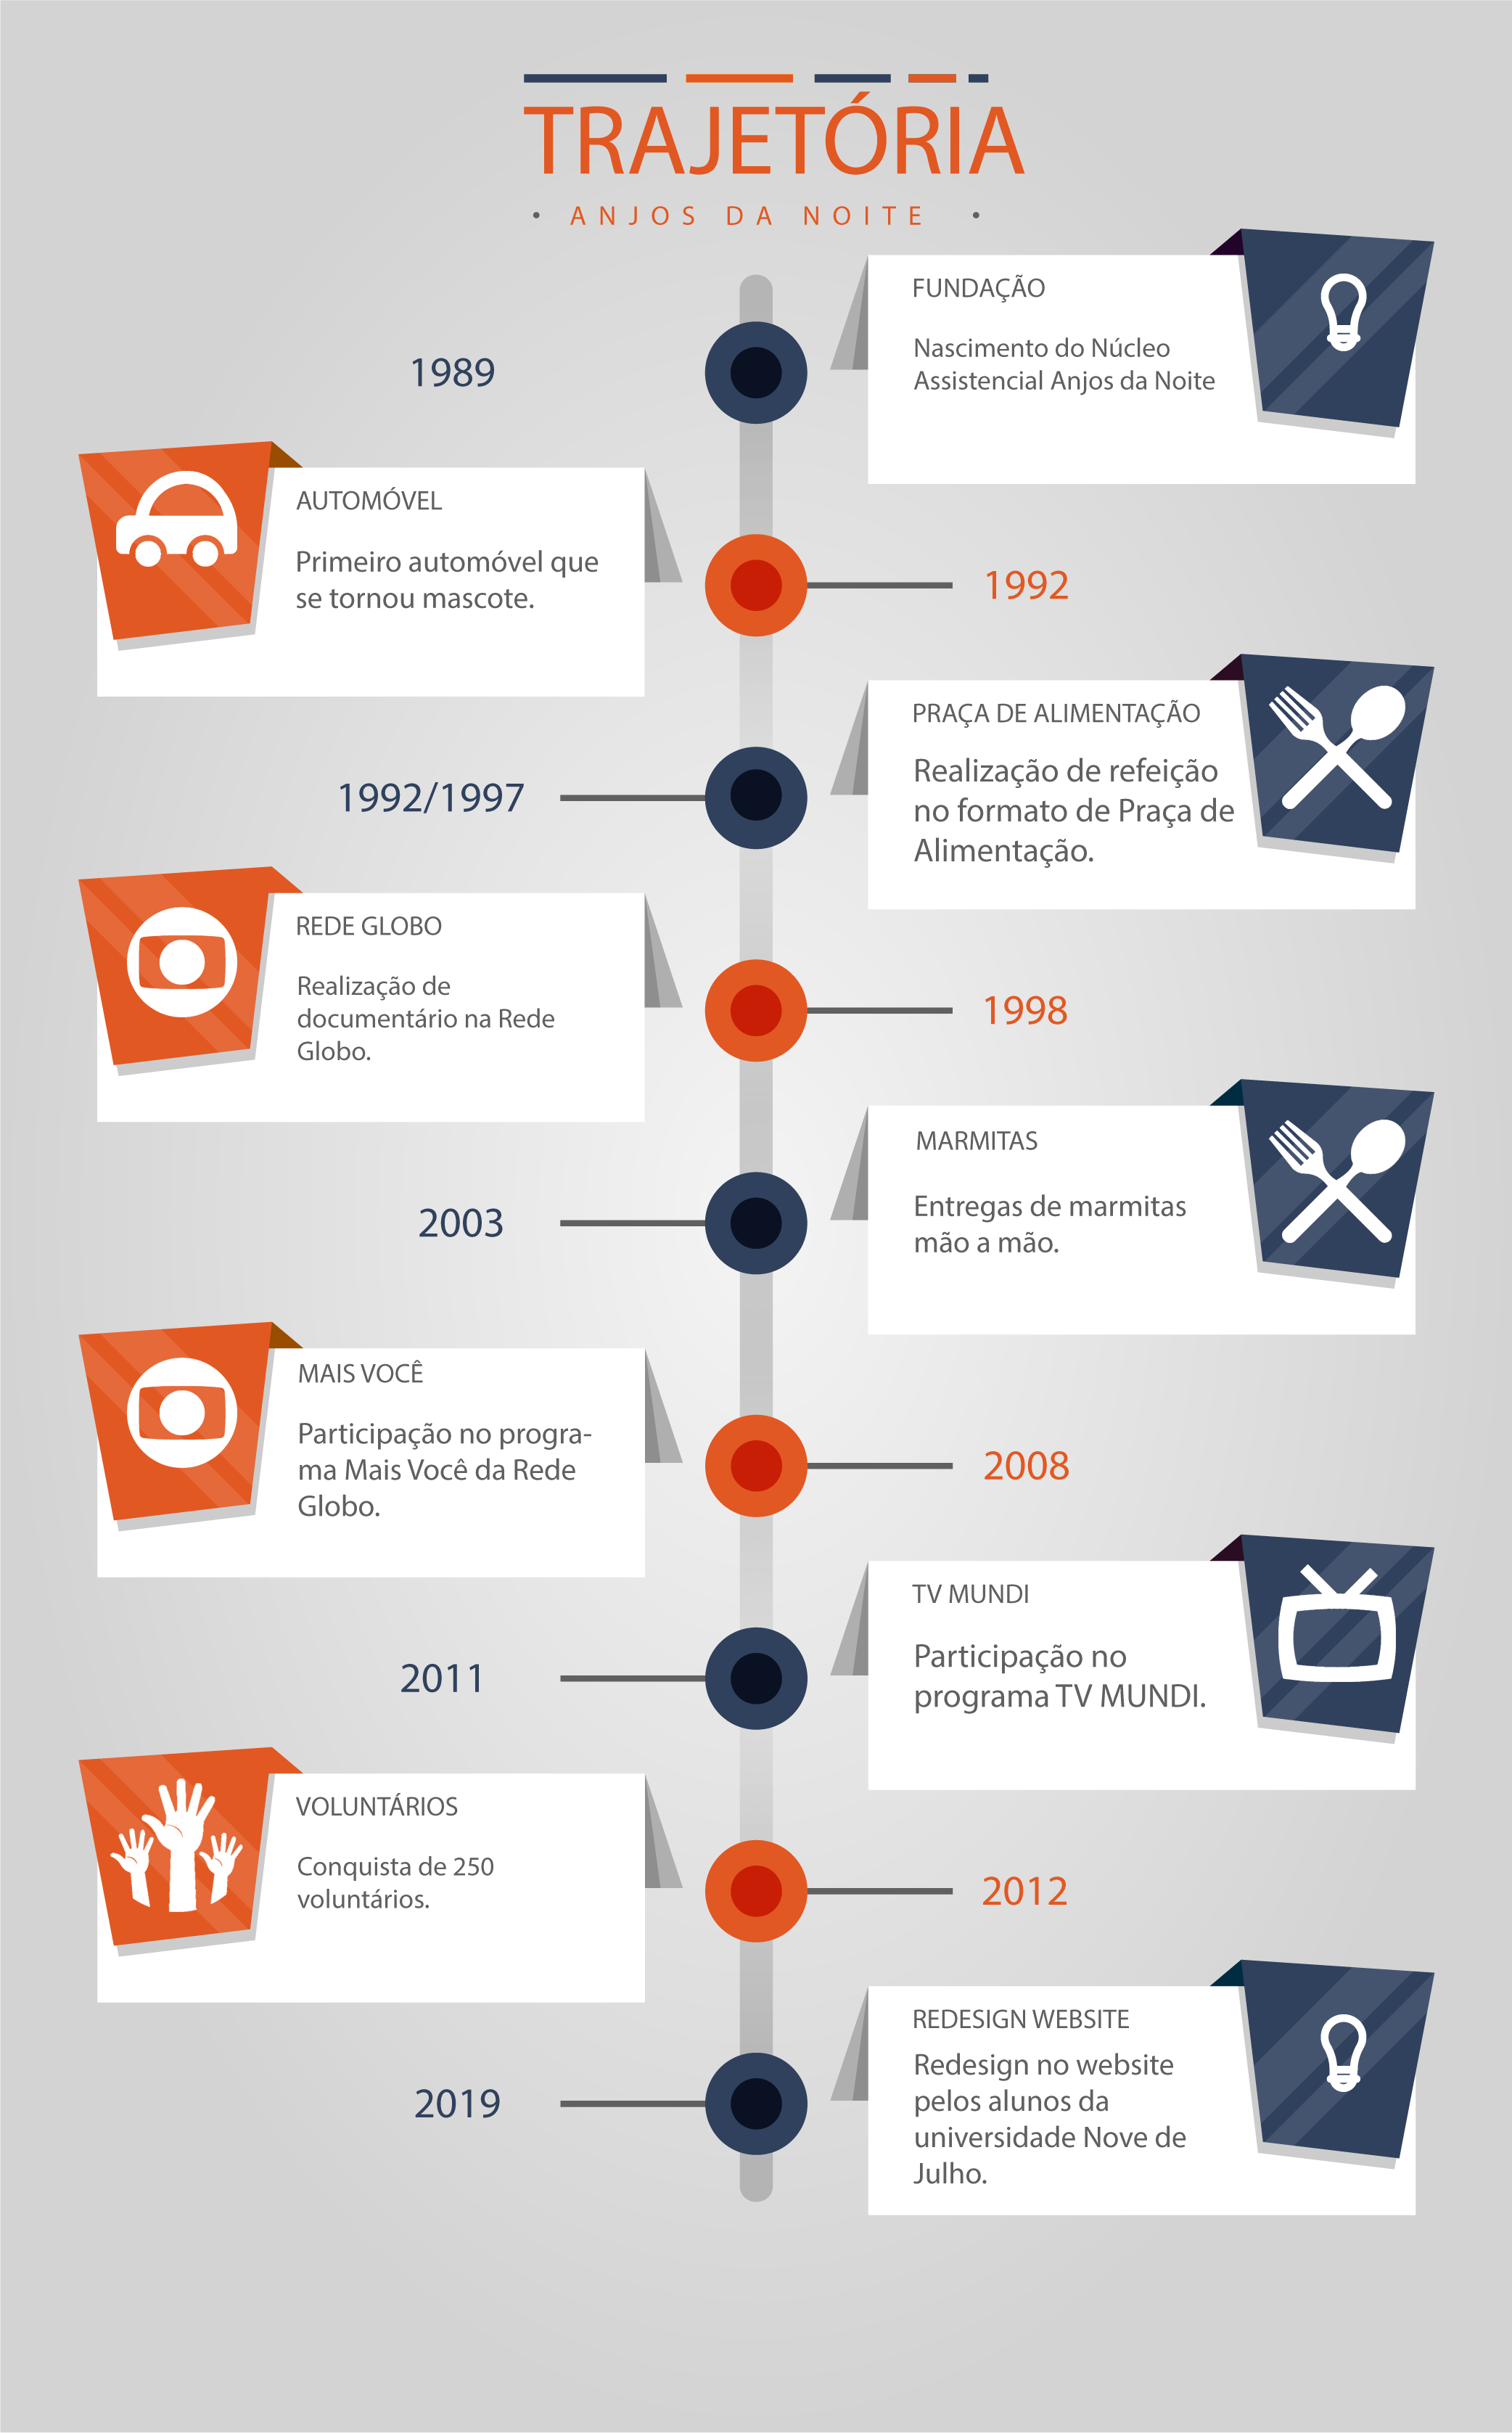 TRAJETÓRIA
• ANJOS DA NOITE •
1989
FUNDAÇÃO
Nascimento do Núcleo
Assistencial Anjos da Noite
AUTOMÓVEL
Primeiro automóvel que
se tornou mascote.
1992
1992/1997
PRAÇA DE ALIMENTAÇÃO
Realização de refeição
no formato de Praça de
Alimentação.
REDE GLOBO
Realização de
documentário na Rede
Globo.
1998
2003
MARMITAS
Entregas de marmitas
mão a mão.
MAIS VOCÊ
Participação no progra-
ma Mais Você da Rede
Globo.
2008
2011
TV MUNDI
Participação no
programa TV MUNDI.
VOLUNTÁRIOS
Conquista de 250
voluntários.
2012
2019
REDESIGN WEBSITE
Redesign no website
pelos alunos da
universidade Nove de
Julho.